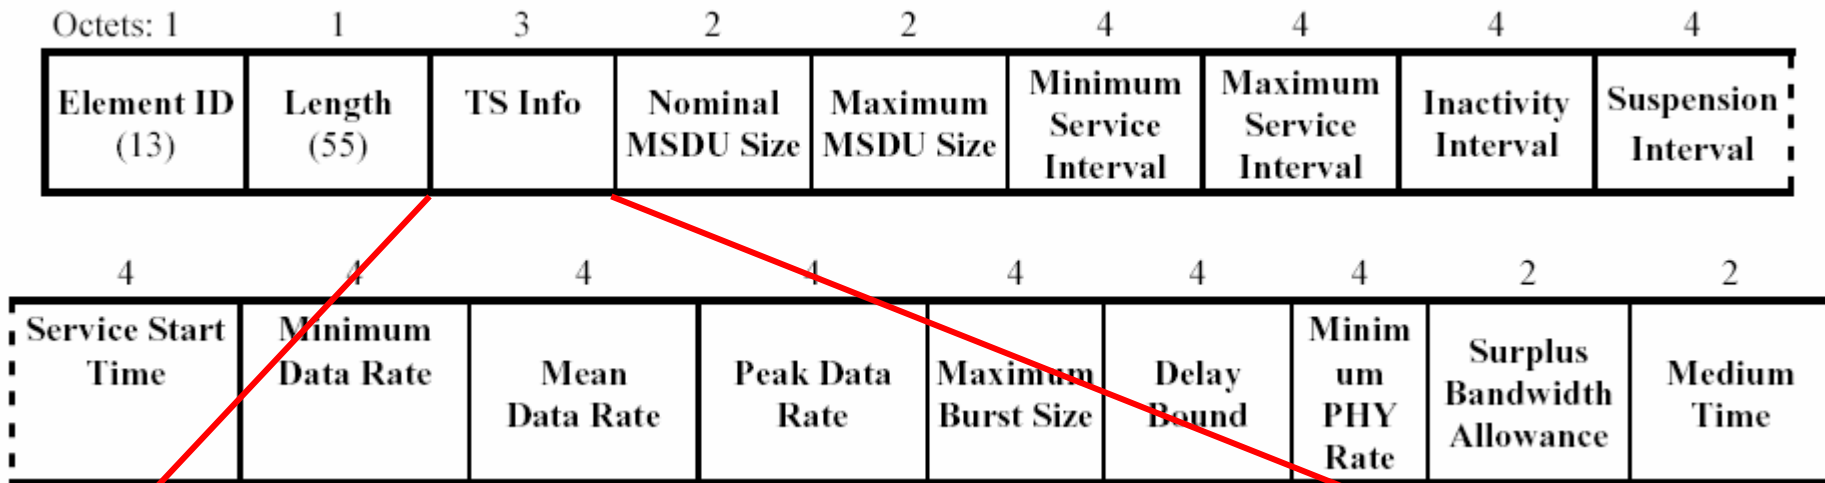 Octets: 1 1 3 2 2 4 4 4 4
Element ID
(13)
Length
(55)
TS Info
Nominal
MSDU Size
Maximum
MSDU Size
Minimum
Service
Interval
Maximum
Service
Interval
Inactivity
Interval
Suspension
Interval
4 4 4 4 4 4 4 2 2
Service Start
Time
Minimum
Data Rate
Mean
Data Rate
Peak Data
Rate
Maximum
Burst Size
Delay
Bound
Minim
um
PHY
Rate
Surplus
Bandwidth
Allowance
Medium
Time